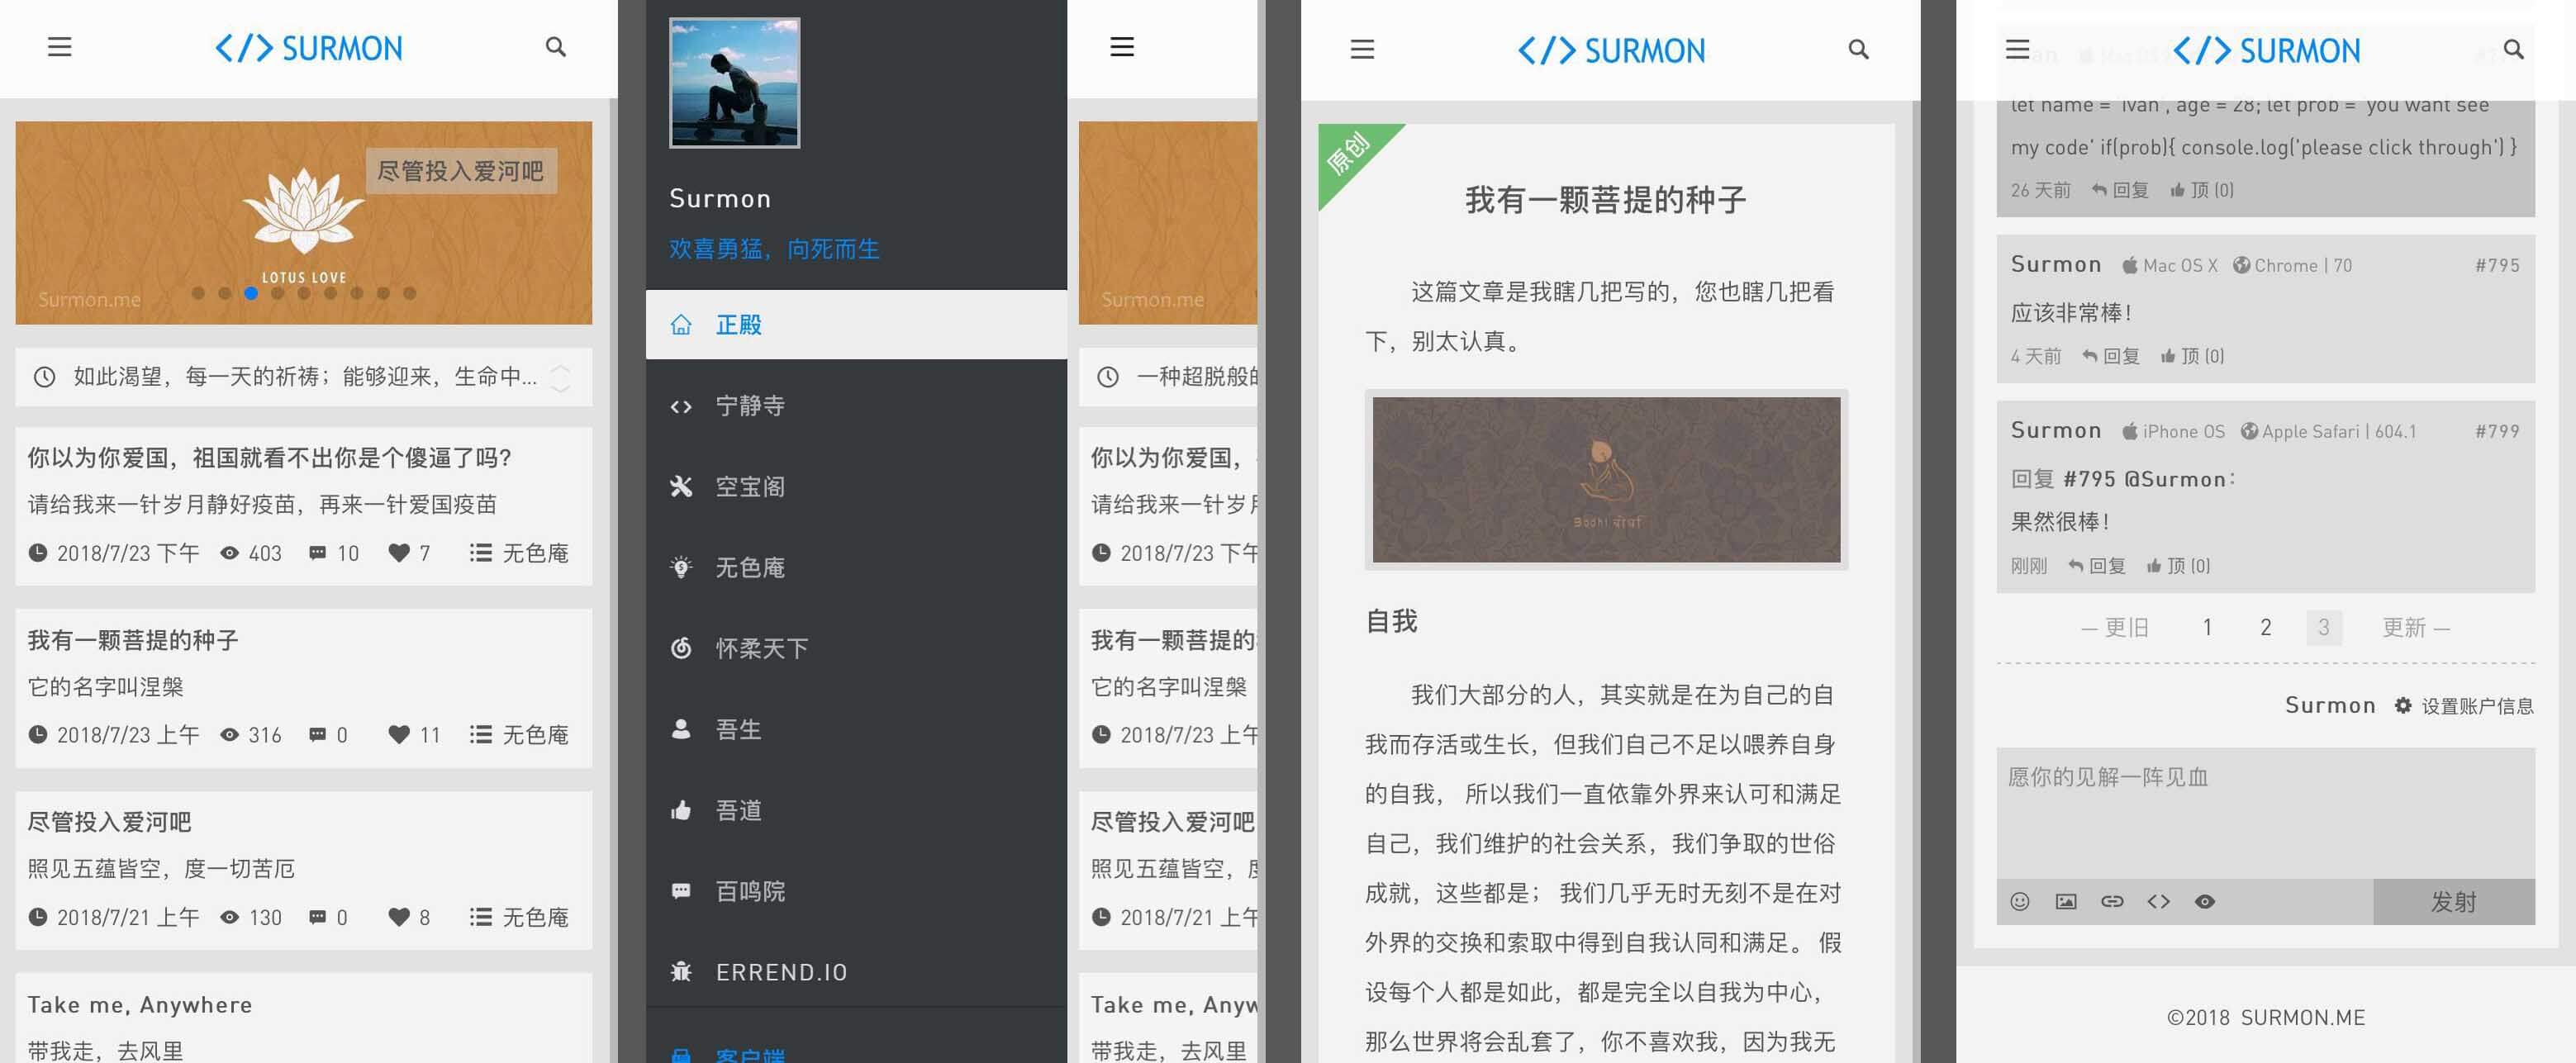 </> SURMON
尽管投入爱河吧
LOTUS LOVE
Surmon.me
如此渴望，每一天的祈祷；能够迎来，生命中...
你以为你爱国，祖国就看不出你是个傻逼了吗？
请给我来一针岁月静好疫苗，再来一针爱国疫苗
2018/7/23 下午 403 10 7 无色庵
我有一颗菩提的种子
它的名字叫涅槃
2018/7/23 上午 316 0 11 无色庵
尽管投入爱河吧
照见五蕴皆空，度一切苦厄
2018/7/21 上午 130 0 8 无色庵
Take me, Anywhere
带我走，去风里
Surmon
欢喜勇猛，向死而生
正殿
宁静寺
空宝阁
无色庵
怀柔天下
吾生
吾道
百鸣院
ERREND.IO
客户端
Surmon.me
一种超脱般的
你以为你爱国，
请给我来一针岁月
2018/7/23 下午
我有一颗菩提的
它的名字叫涅槃
2018/7/23 上午
尽管投入爱河吧
照见五蕴皆空，度
2018/7/21 上午
Take me, Anyw
带我走，去风里
</> SURMON
原创
我有一颗菩提的种子
这篇文章是我瞎几把写的，您也瞎几把看
下，别太认真。
Bodhi
自我
我们大部分的人，其实就是在为自己的自
我而存活或生长，但我们自己不足以喂养自身
的自我， 所以我们一直依靠外界来认可和满足
自己，我们维护的社会关系，我们争取的世俗
成就，这些都是； 我们几乎无时无刻不是在对
外界的交换和索取中得到自我认同和满足。 假
设每个人都是如此，都是完全以自我为中心，
那么世界将会乱套了，你不喜欢我，因为我无
</> SURMON
let name = 'Ivan', age = 28; let prob = 'you want see
my code' if(prob){ console.log('please click through') }
26 天前 回复 顶 (0)
Surmon Mac OS X Chrome | 70 #795
应该非常棒！
4 天前 回复 顶 (0)
Surmon iPhone OS Apple Safari | 604.1 #799
回复 #795 @Surmon：
果然很棒！
刚刚 回复 顶 (0)
— 更旧 1 2 3 更新 —
Surmon 设置账户信息
愿你的见解一阵见血
发射
©2018 SURMON.ME